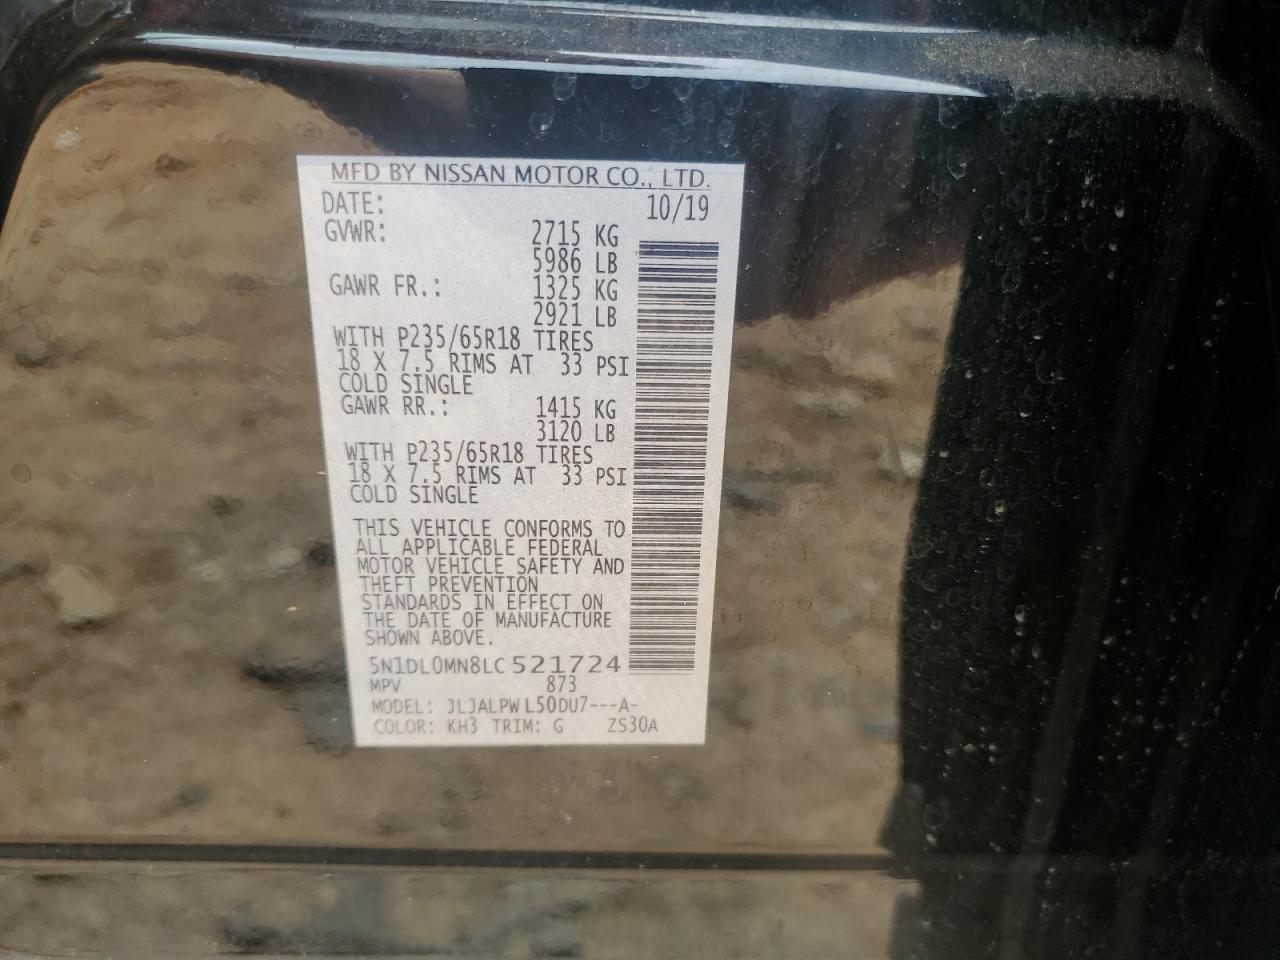 MFD BY NISSAN MOTOR CO., LTD.
DATE: 10/19
GVWR: 2715 KG
5986 LB
GAWR FR.: 1325 KG
2921 LB
WITH P235/65R18 TIRES
18 X 7.5 RIMS AT 33 PSI
COLD SINGLE
GAWR RR.: 1415 KG
3120 LB
WITH P235/65R18 TIRES
18 X 7.5 RIMS AT 33 PSI
COLD SINGLE
THIS VEHICLE CONFORMS TO
ALL APPLICABLE FEDERAL
MOTOR VEHICLE SAFETY AND
THEFT PREVENTION
STANDARDS IN EFFECT ON
THE DATE OF MANUFACTURE
SHOWN ABOVE.
5N1DL0MN8LC 521724
MPV 873
MODEL: JLJALPW L50DU7---A-
COLOR: KH3 TRIM: G ZS30A